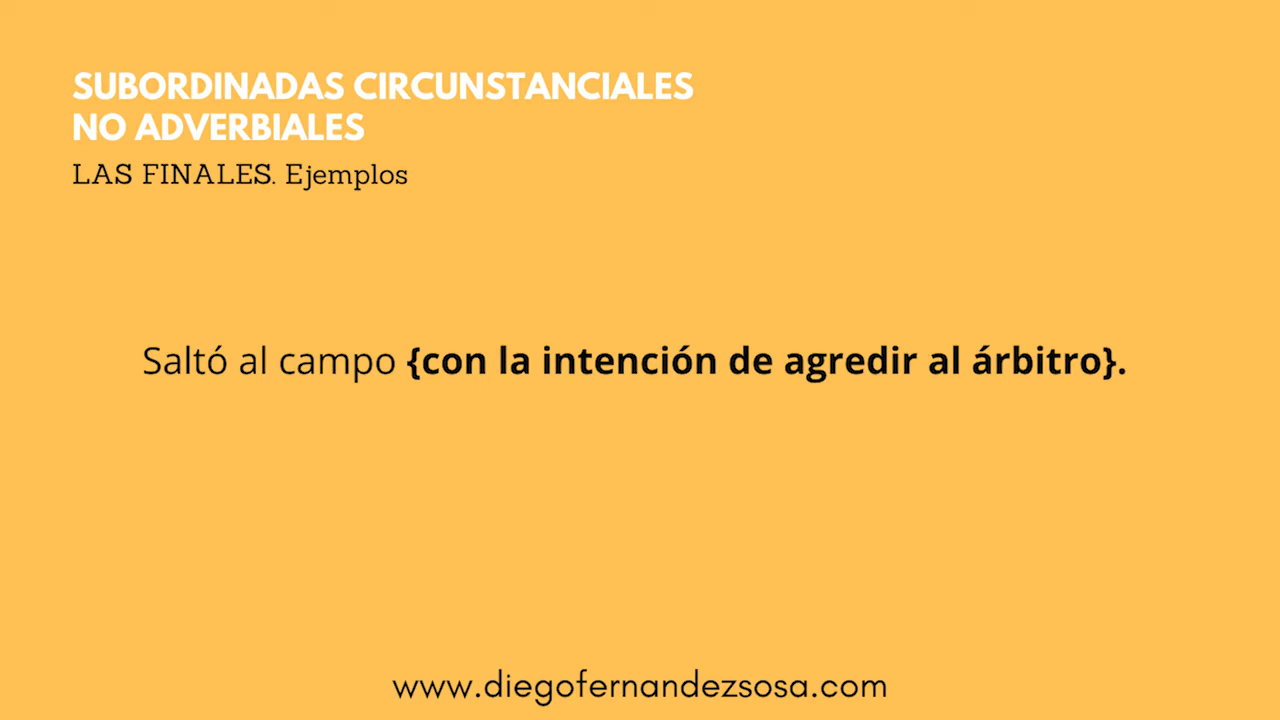 SUBORDINADAS CIRCUNSTANCIALES
NO ADVERBIALES
LAS FINALES. Ejemplos
Saltó al campo {con la intención de agredir al árbitro}.
www.diegofernandezsosa.com